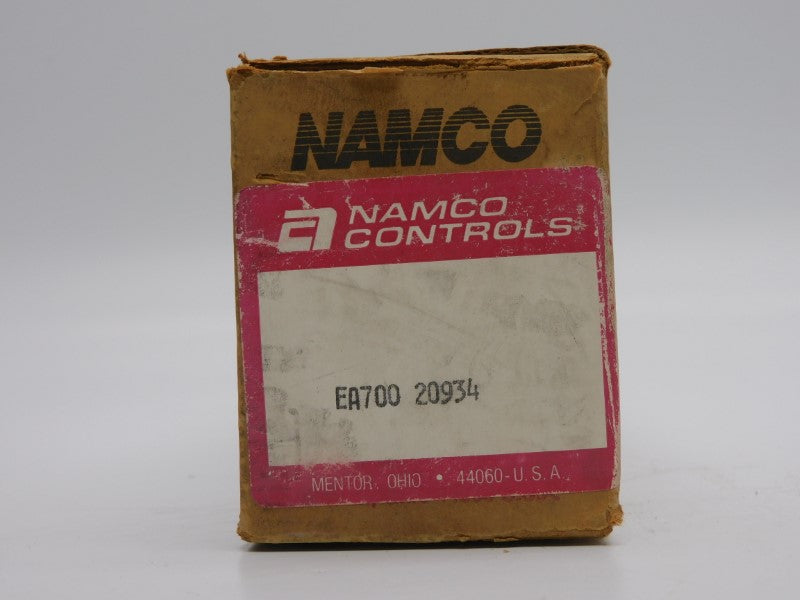 NAMCO
NAMCO
CONTROLS
EA700 20934
MENTOR, OHIO • 44060-U.S.A.